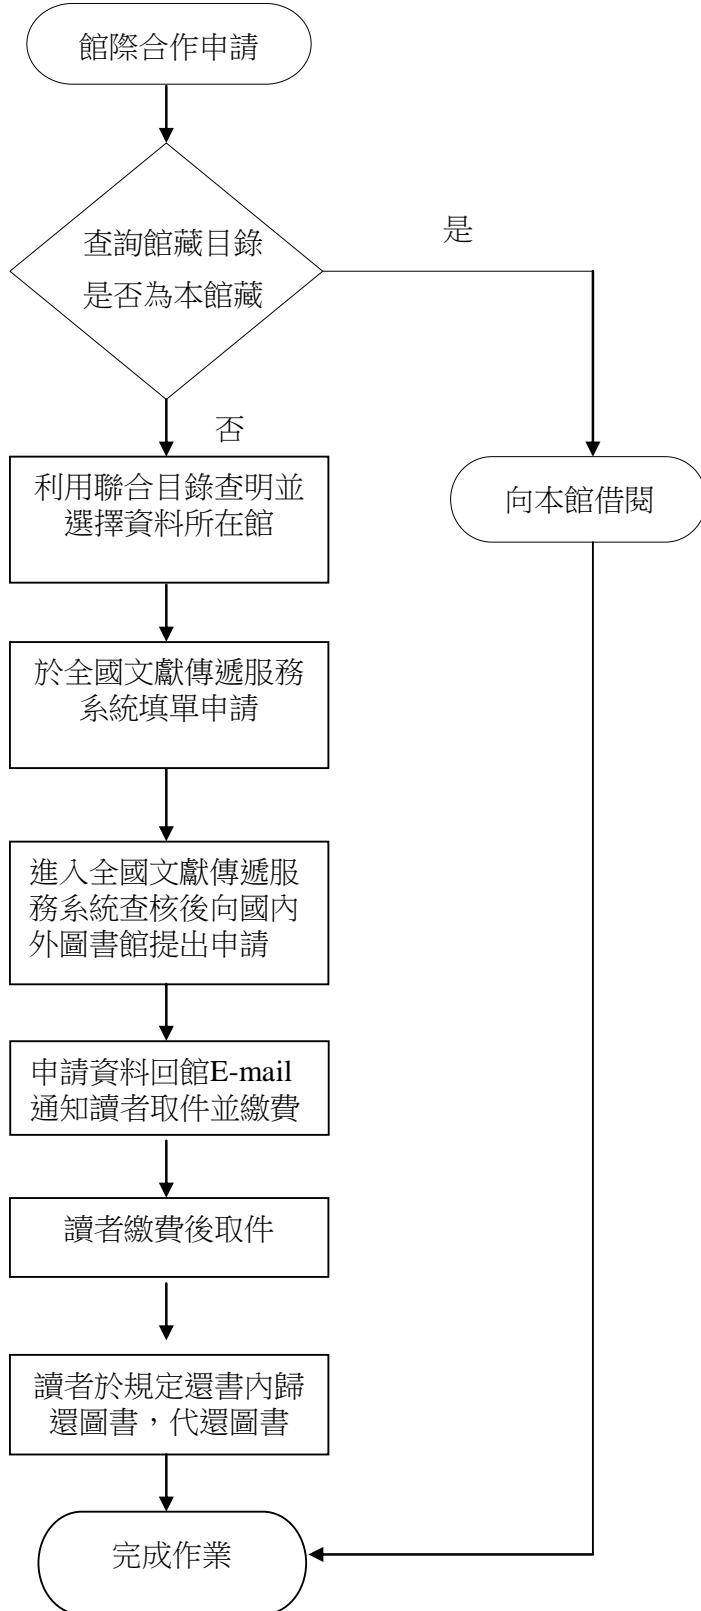 館際合作申請
查詢館藏目錄
是否為本館藏
是
否
利用聯合目錄查明並
選擇資料所在館
向本館借閱
於全國文獻傳遞服務
系統填單申請
進入全國文獻傳遞服
務系統查核後向國內
外圖書館提出申請
申請資料回館E-mail
通知讀者取件並繳費
讀者繳費後取件
讀者於規定還書內歸
還圖書，代還圖書
完成作業